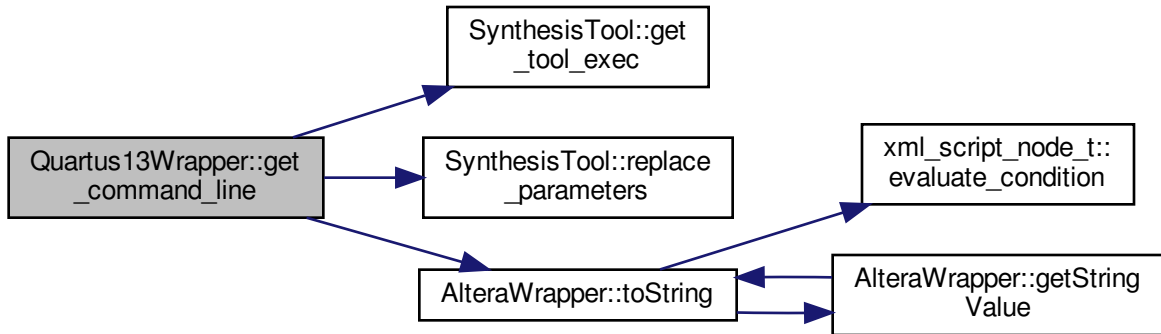 SynthesisTool::get
_tool_exec
Quartus13Wrapper::get
_command_line
SynthesisTool::replace
_parameters
xml_script_node_t::
evaluate_condition
AlteraWrapper::toString
AlteraWrapper::getString
Value